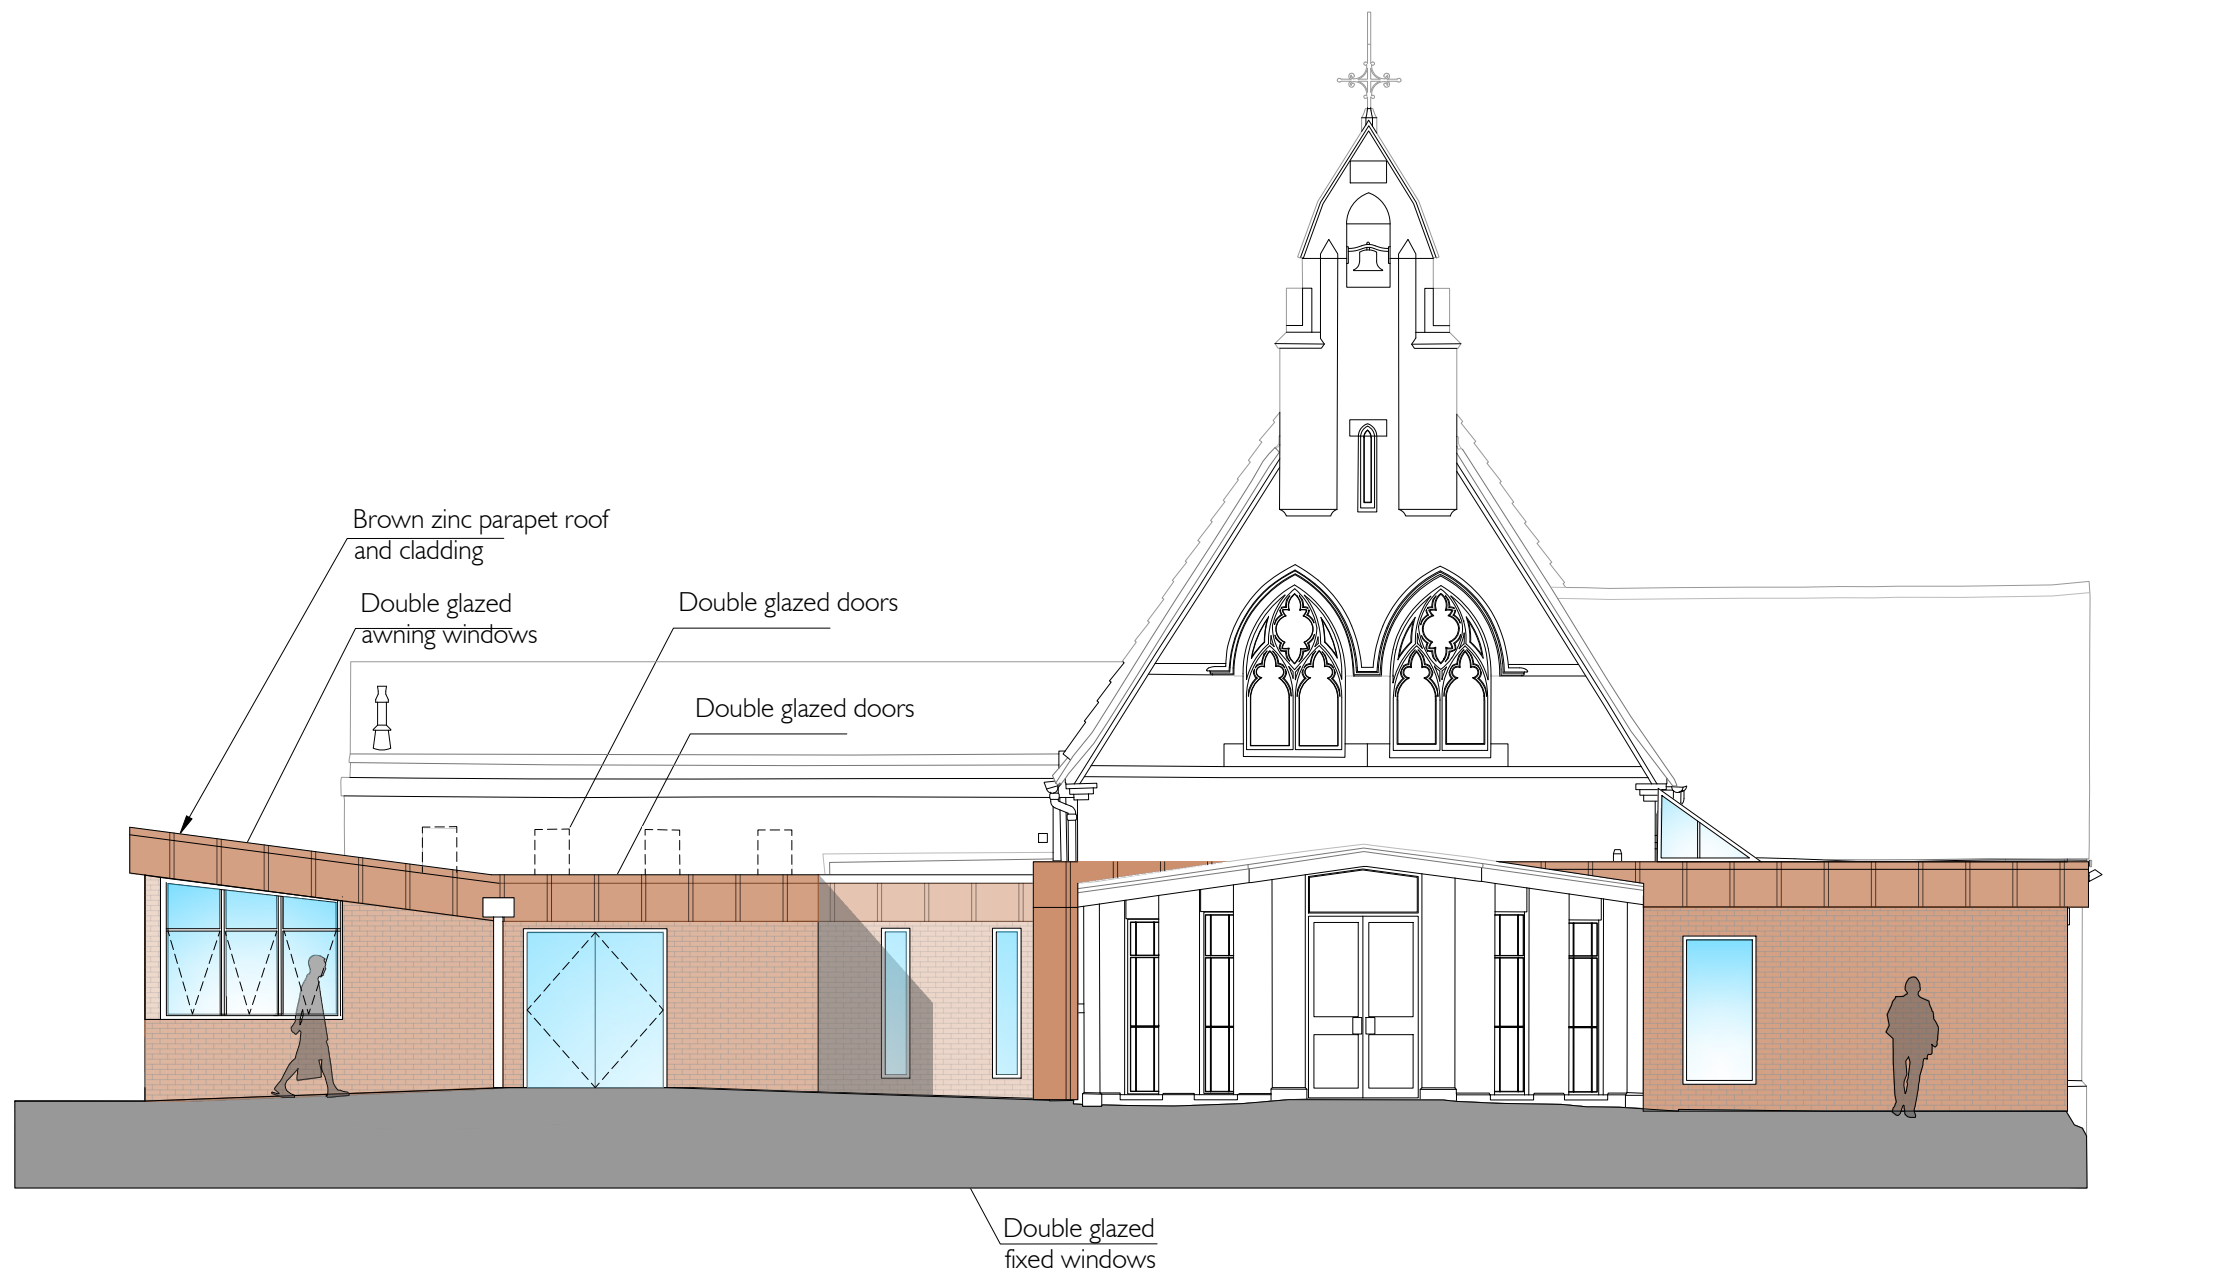 Brown zinc parapet roof
and cladding
Double glazed
awning windows
Double glazed doors
Double glazed doors
Double glazed
fixed windows